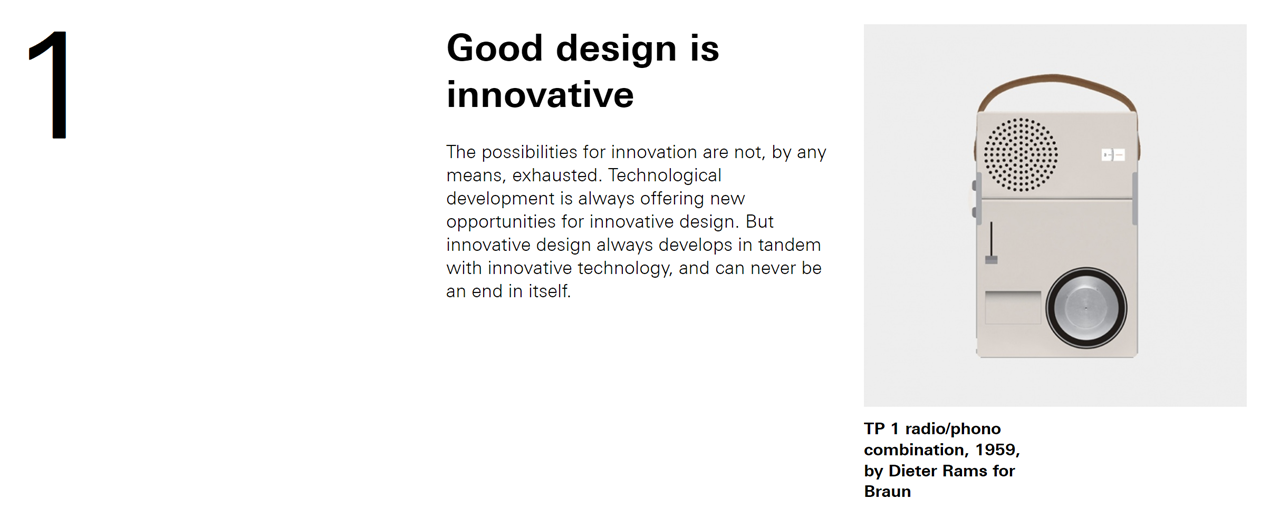 1
Good design is
innovative
The possibilities for innovation are not, by any
means, exhausted. Technological
development is always offering new
opportunities for innovative design. But
innovative design always develops in tandem
with innovative technology, and can never be
an end in itself.
TP 1 radio/phono
combination, 1959,
by Dieter Rams for
Braun